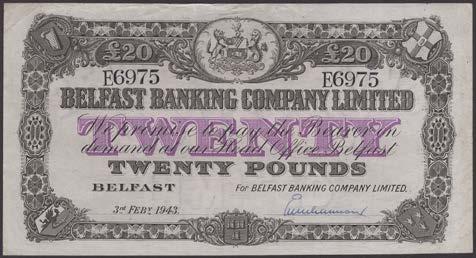 £20 £20
E6975 E6975
BELFAST BANKING COMPANY LIMITED
TWENTY
We promise to pay the Bearer on
demand at our Head Office Belfast
TWENTY POUNDS
BELFAST For BELFAST BANKING COMPANY LIMITED.
3rd FEBY. 1943.